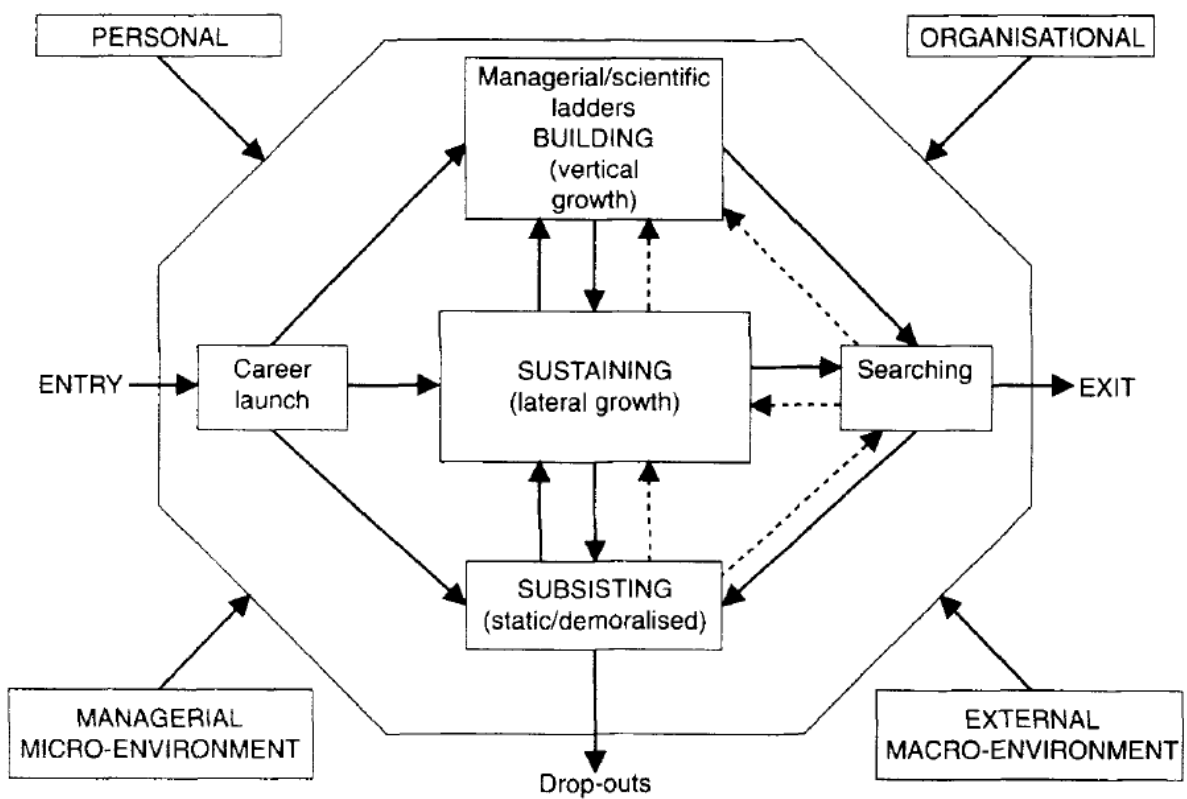 PERSONAL
ORGANISATIONAL
Managerial/scientific
ladders
BUILDING
(vertical
growth)
ENTRY
Career
launch
SUSTAINING
(lateral growth)
Searching
EXIT
SUBSISTING
(static/demoralised)
MANAGERIAL
MICRO-ENVIRONMENT
EXTERNAL
MACRO-ENVIRONMENT
Drop-outs